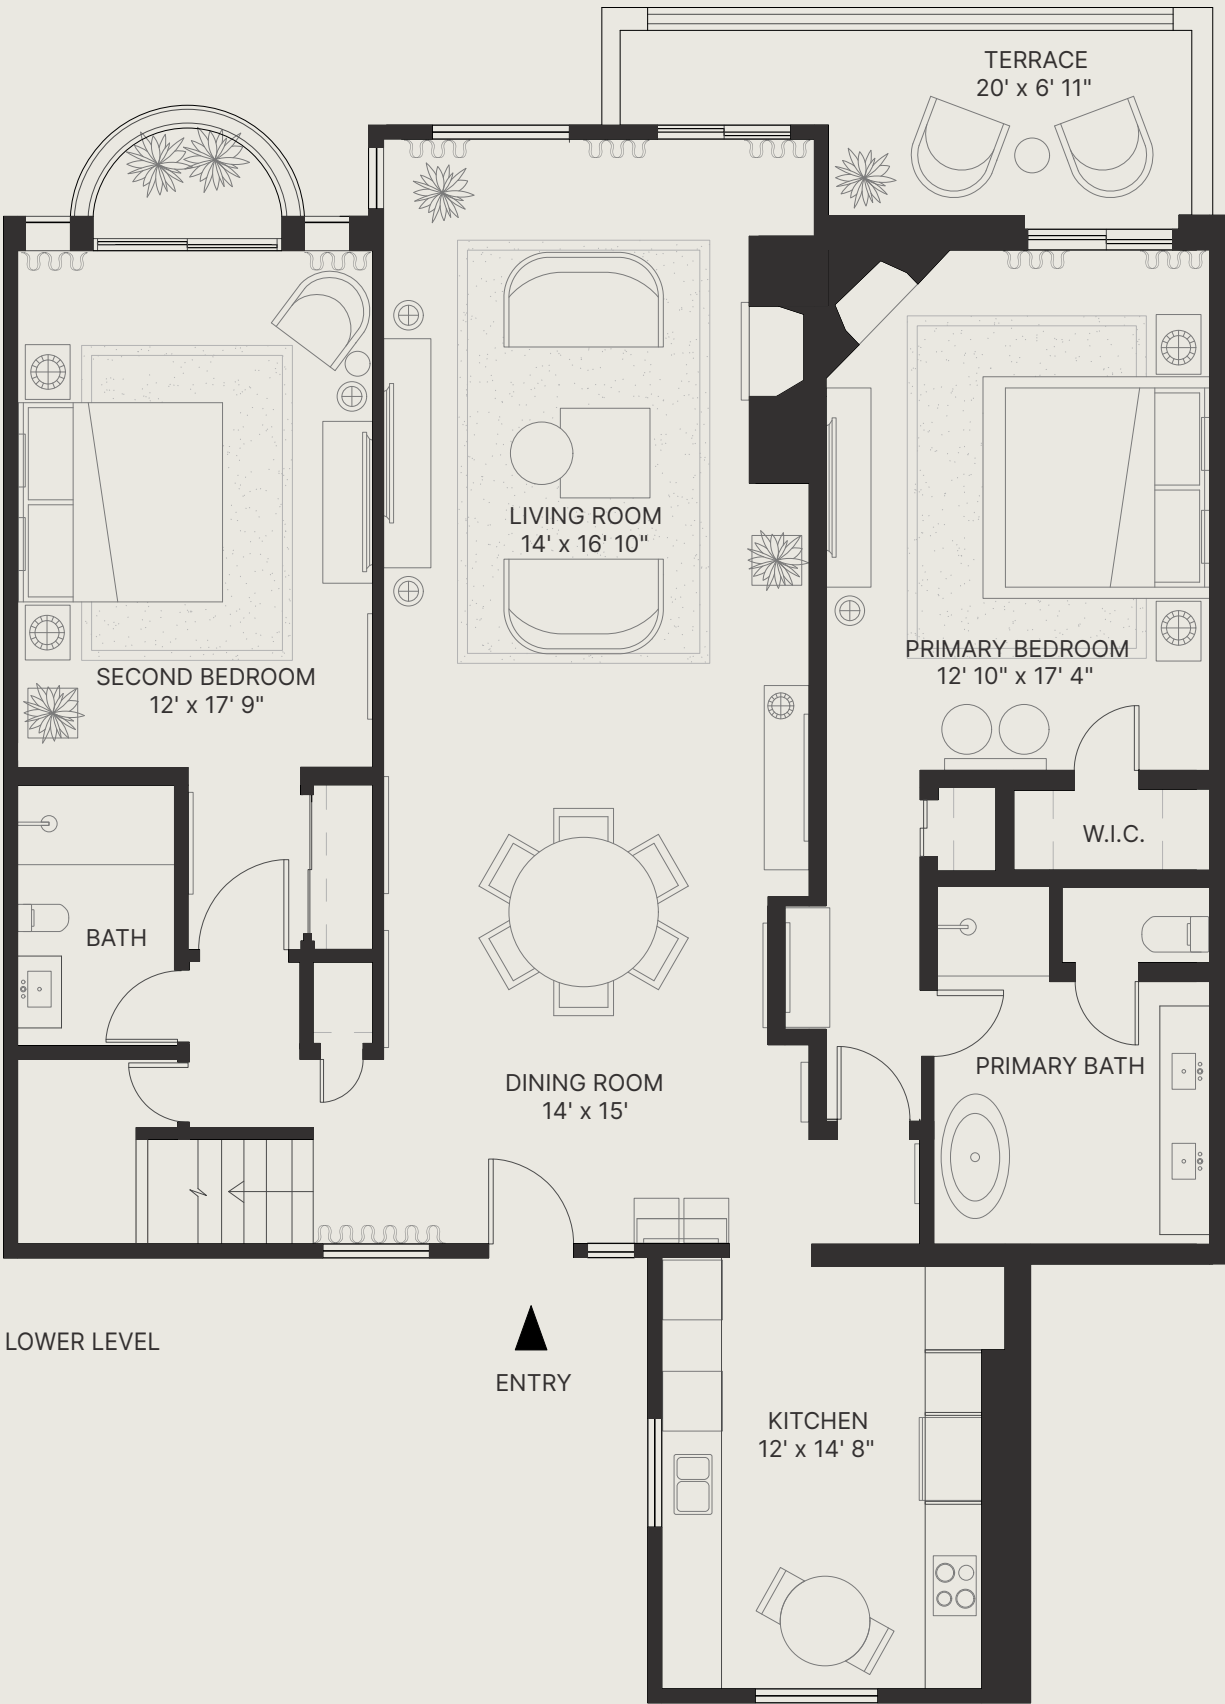 TERRACE
20' x 6' 11"
LIVING ROOM
14' x 16' 10"
SECOND BEDROOM
12' x 17' 9"
PRIMARY BEDROOM
12' 10" x 17' 4"
W.I.C.
BATH
PRIMARY BATH
DINING ROOM
14' x 15'
LOWER LEVEL
ENTRY
KITCHEN
12' x 14' 8"